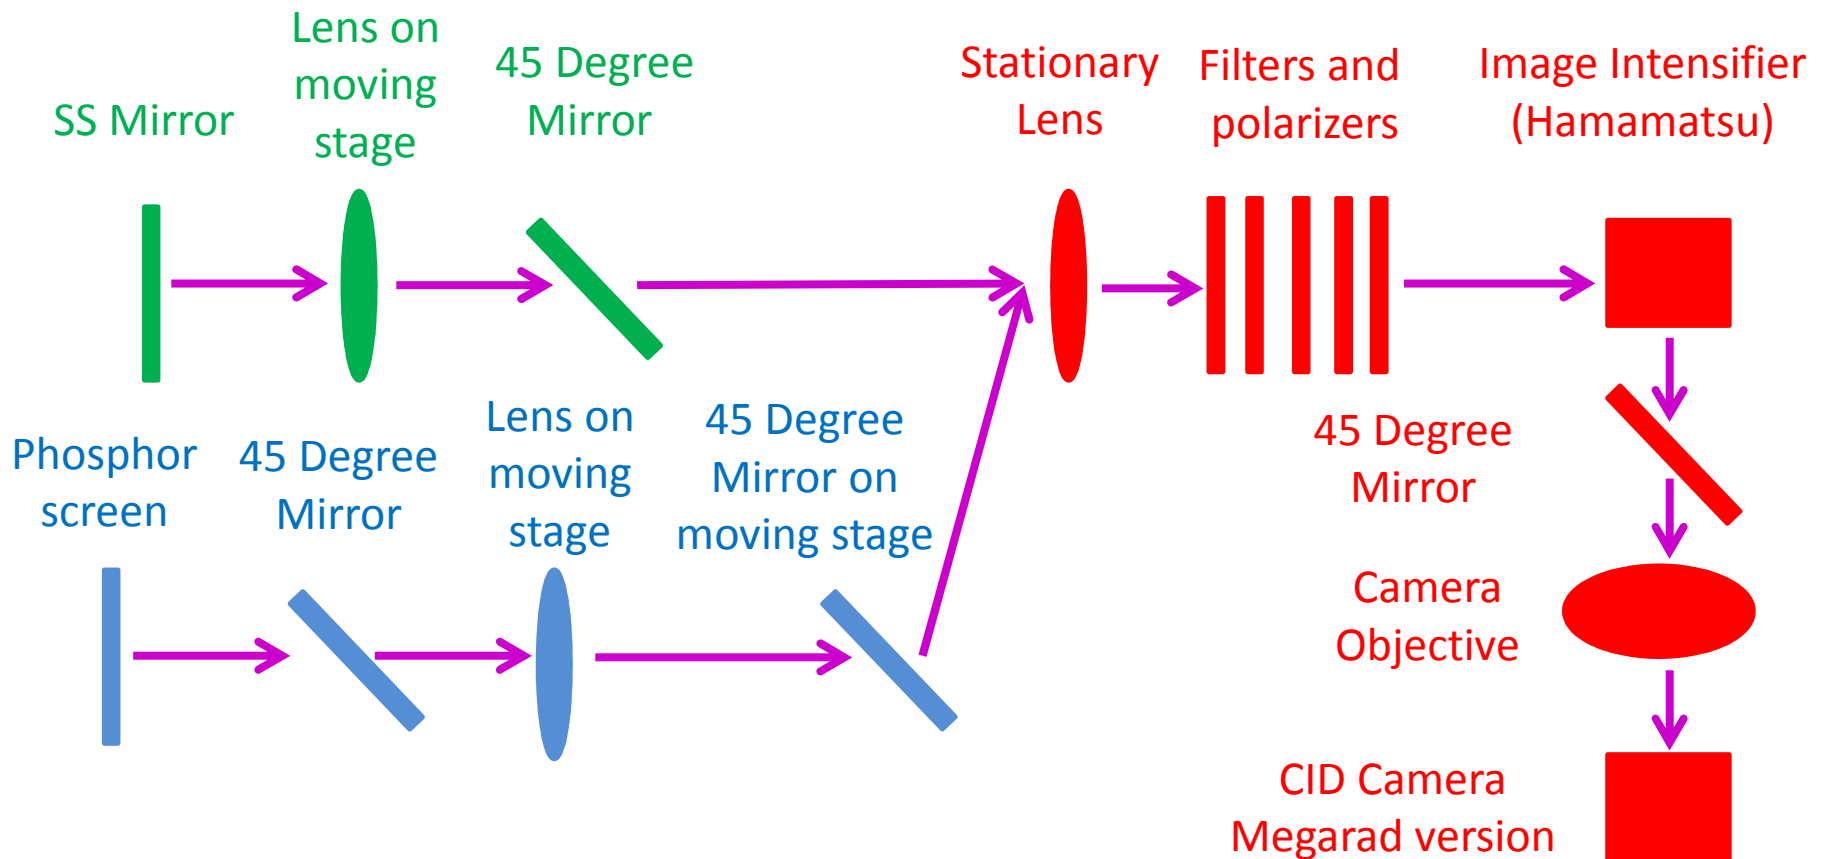 SS Mirror
Lens on
moving
stage
45 Degree
Mirror
Stationary
Lens
Filters and
polarizers
Image Intensifier
(Hamamatsu)
Phosphor
screen
45 Degree
Mirror
Lens on
moving
stage
45 Degree
Mirror on
moving stage
45 Degree
Mirror
Camera
Objective
CID Camera
Megarad version